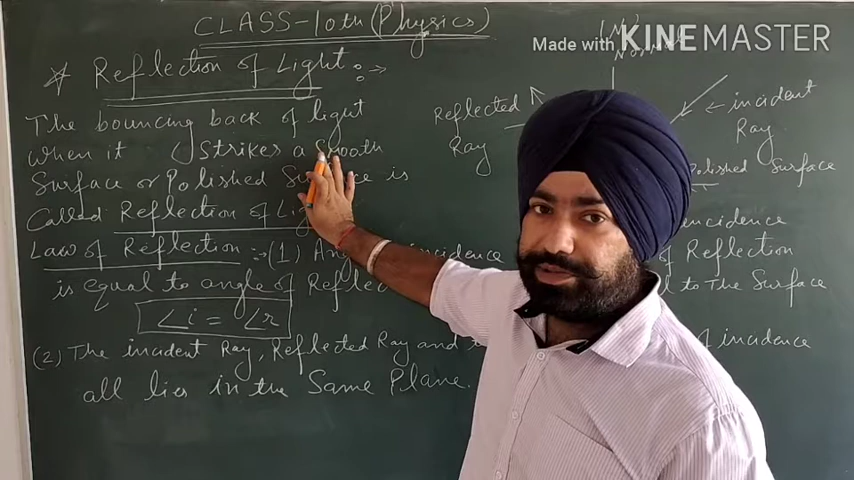 CLASS-10th (Physics)
Made with KINEMASTER
(N)
Normal
* Reflection of Light :→
The bouncing back of light
when it Strikes a Smooth
Surface or Polished is
Called Reflection of
Law of Reflection :- (1) incidence
is equal to angle of Reflection
∠i = ∠r
(2) The incident Ray, Reflected Ray and
all lies in the Same Plane
Reflected
Ray
incident
Ray
Polished Surface
incidence
of Reflection
to The Surface
of incidence